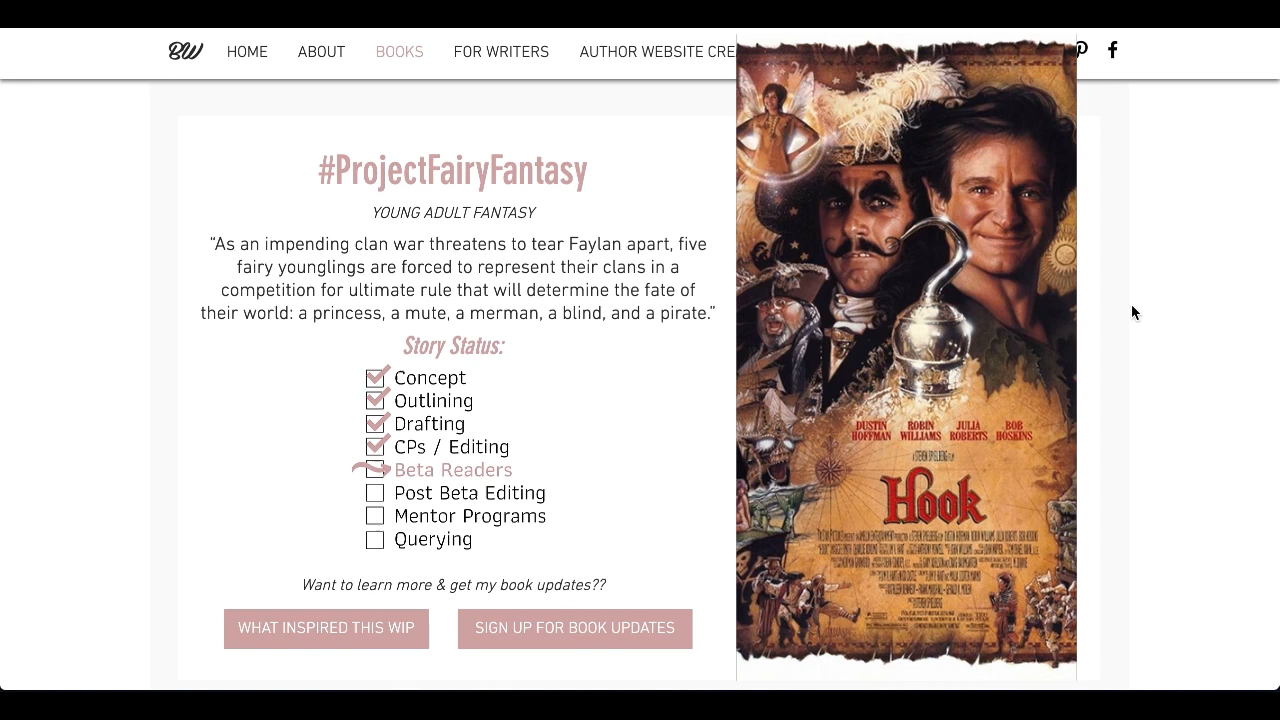 BW HOME ABOUT BOOKS FOR WRITERS AUTHOR WEBSITE CRE
#ProjectFairyFantasy
YOUNG ADULT FANTASY
“As an impending clan war threatens to tear Faylan apart, five
fairy younglings are forced to represent their clans in a
competition for ultimate rule that will determine the fate of
their world: a princess, a mute, a merman, a blind, and a pirate.”
Story Status:
Concept
Outlining
Drafting
CPs / Editing
Beta Readers
Post Beta Editing
Mentor Programs
Querying
Want to learn more & get my book updates??
WHAT INSPIRED THIS WIP
SIGN UP FOR BOOK UPDATES
DUSTIN HOFFMAN
ROBIN WILLIAMS
JULIA ROBERTS
BOB HOSKINS
A STEVEN SPIELBERG FILM
Hook